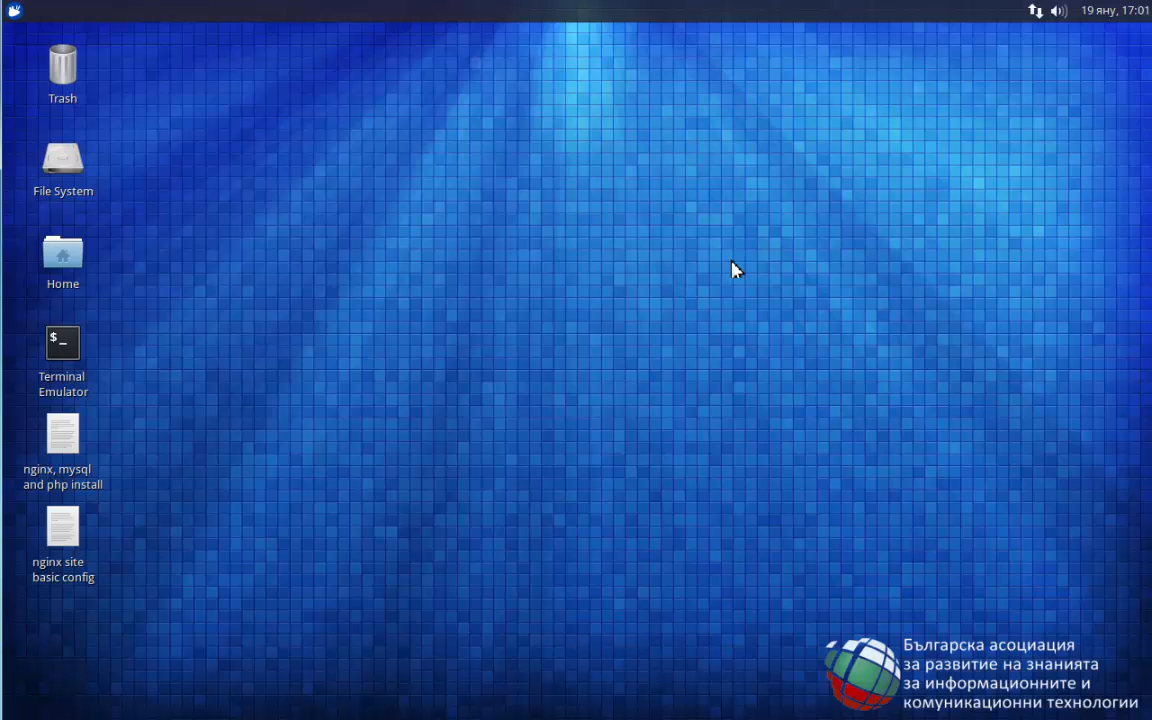 19 яну, 17:01
Trash
File System
Home
$_
Terminal
Emulator
nginx, mysql
and php install
nginx site
basic config
Българска асоциация
за развитие на знанията
за информационните и
комуникационни технологии